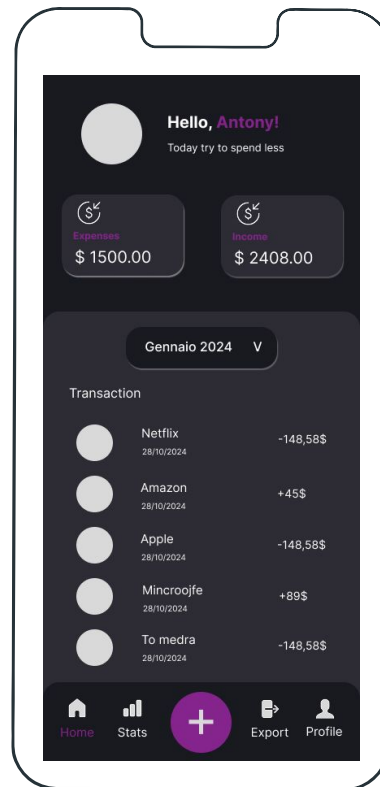 Hello, Antony!
Today try to spend less
Expenses
$ 1500.00
Income
$ 2408.00
Gennaio 2024 V
Transaction
Netflix
28/10/2024
-148,58$
Amazon
28/10/2024
+45$
Apple
28/10/2024
-148,58$
Mincroojfe
28/10/2024
+89$
To medra
28/10/2024
-148,58$
Home
Stats
+
Export
Profile